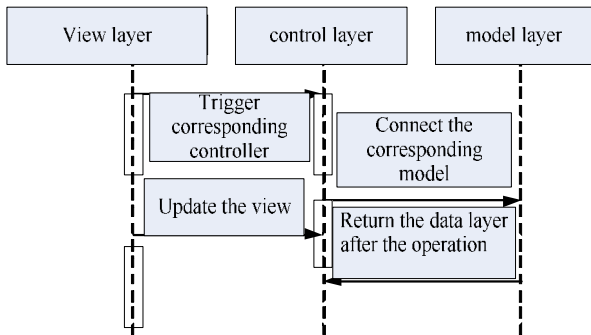 View layer
control layer
model layer
Trigger
corresponding
controller
Connect the
corresponding
model
Update the view
Return the data layer
after the operation